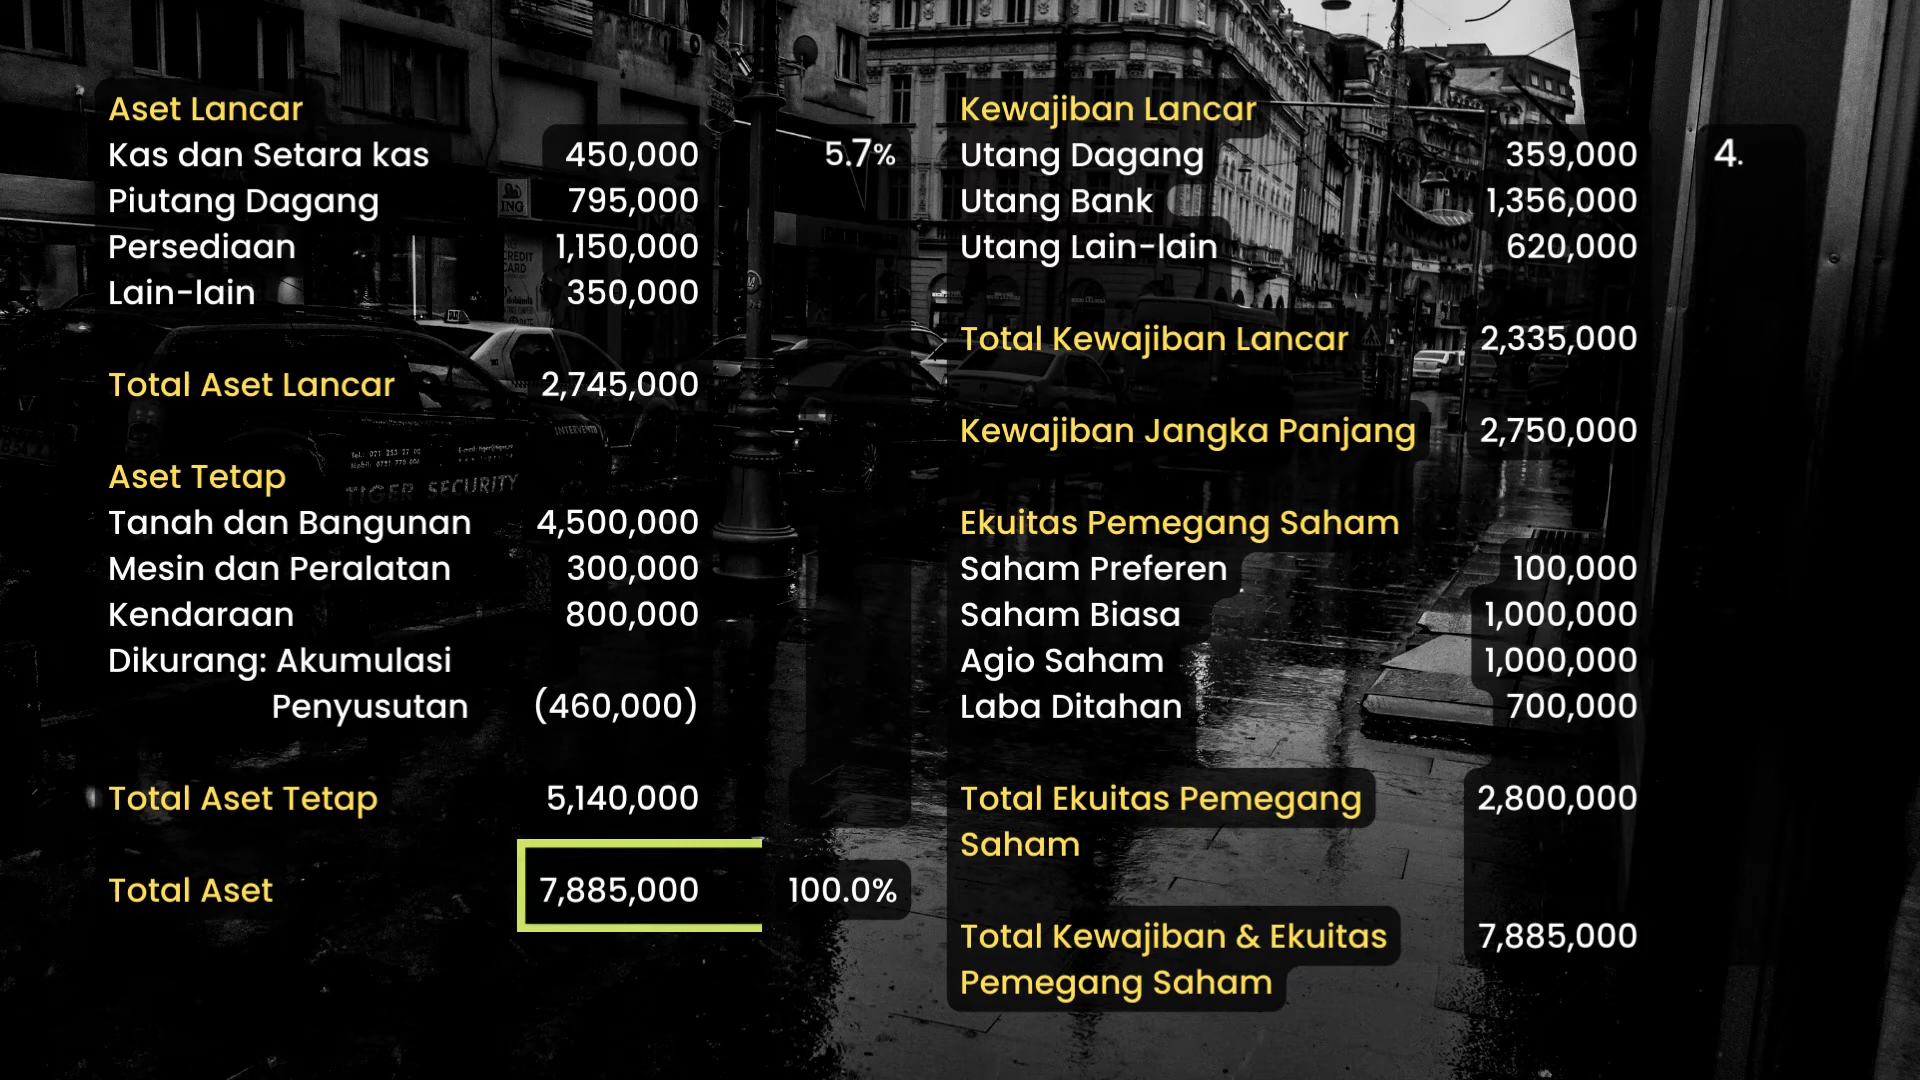 Aset Lancar
Kas dan Setara kas 450,000 5.7%
Piutang Dagang 795,000
Persediaan 1,150,000
Lain-lain 350,000
Total Aset Lancar 2,745,000
Aset Tetap
Tanah dan Bangunan 4,500,000
Mesin dan Peralatan 300,000
Kendaraan 800,000
Dikurang: Akumulasi
Penyusutan (460,000)
Total Aset Tetap 5,140,000
Total Aset 7,885,000 100.0%
Kewajiban Lancar
Utang Dagang 359,000 4.
Utang Bank 1,356,000
Utang Lain-lain 620,000
Total Kewajiban Lancar 2,335,000
Kewajiban Jangka Panjang 2,750,000
Ekuitas Pemegang Saham
Saham Preferen 100,000
Saham Biasa 1,000,000
Agio Saham 1,000,000
Laba Ditahan 700,000
Total Ekuitas Pemegang 2,800,000
Saham
Total Kewajiban & Ekuitas 7,885,000
Pemegang Saham
ING
CREDIT
CARD
TIGER SECURITY